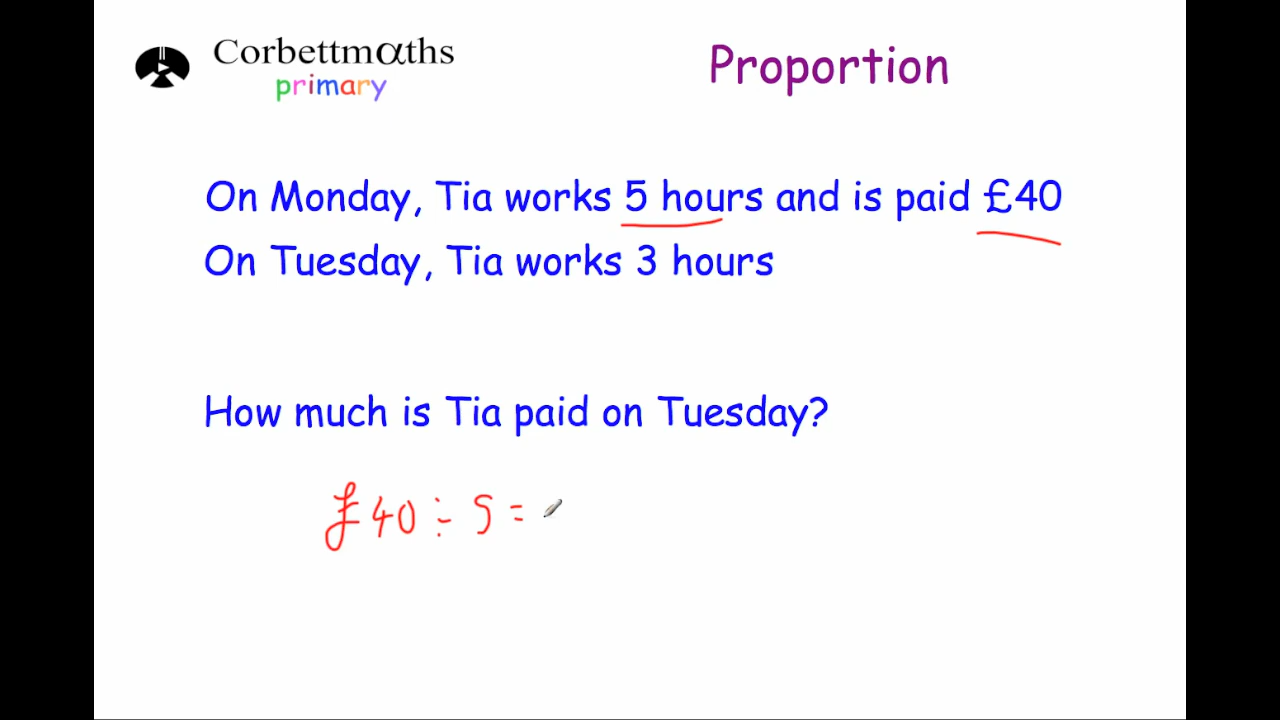 Corbettmαths
primary
Proportion
On Monday, Tia works 5 hours and is paid £40
On Tuesday, Tia works 3 hours
How much is Tia paid on Tuesday?
£40 ÷ 5 =